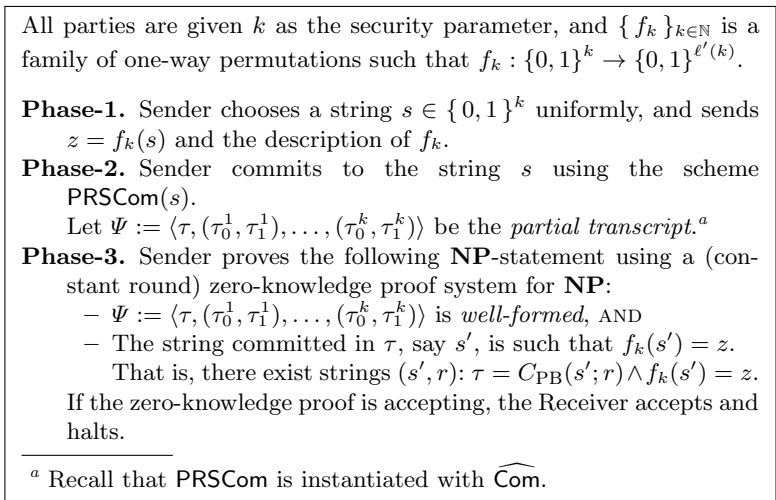 All parties are given k as the security parameter, and { f_k }_{k∈ℕ} is a
family of one-way permutations such that f_k : {0, 1}^k → {0, 1}^{ℓ′(k)}.
Phase-1. Sender chooses a string s ∈ { 0, 1 }^k uniformly, and sends
z = f_k(s) and the description of f_k.
Phase-2. Sender commits to the string s using the scheme
PRSCom(s).
Let Ψ := ⟨τ, (τ_0^1, τ_1^1), . . . , (τ_0^k, τ_1^k)⟩ be the partial transcript.^a
Phase-3. Sender proves the following NP-statement using a (con-
stant round) zero-knowledge proof system for NP:
– Ψ := ⟨τ, (τ_0^1, τ_1^1), . . . , (τ_0^k, τ_1^k)⟩ is well-formed, AND
– The string committed in τ, say s′, is such that f_k(s′) = z.
That is, there exist strings (s′, r): τ = C_PB(s′; r) ∧ f_k(s′) = z.
If the zero-knowledge proof is accepting, the Receiver accepts and
halts.
^a Recall that PRSCom is instantiated with \widehat{Com}.